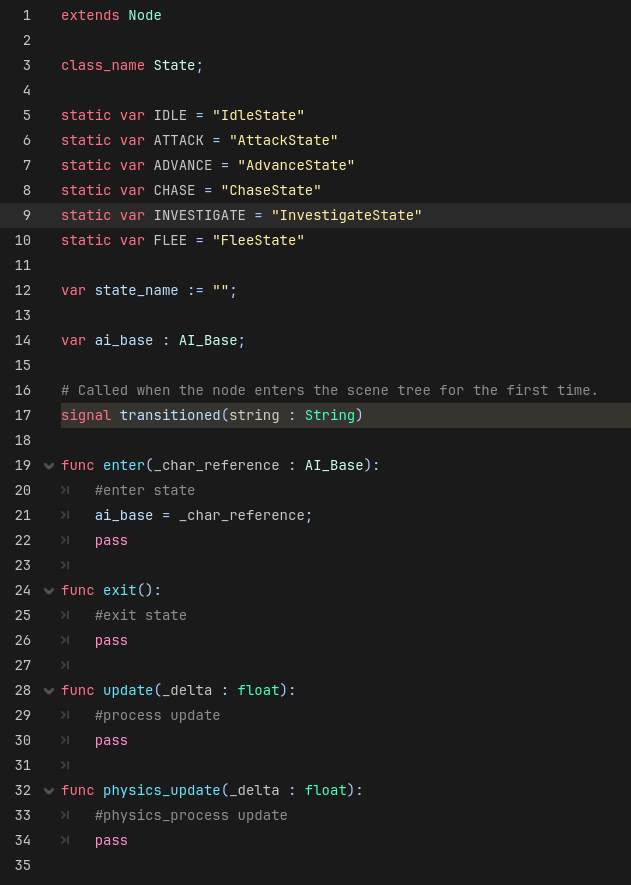 1 extends Node
2
3 class_name State;
4
5 static var IDLE = "IdleState"
6 static var ATTACK = "AttackState"
7 static var ADVANCE = "AdvanceState"
8 static var CHASE = "ChaseState"
9 static var INVESTIGATE = "InvestigateState"
10 static var FLEE = "FleeState"
11
12 var state_name := "";
13
14 var ai_base : AI_Base;
15
16 # Called when the node enters the scene tree for the first time.
17 signal transitioned(string : String)
18
19 func enter(_char_reference : AI_Base):
20 #enter state
21 ai_base = _char_reference;
22 pass
23
24 func exit():
25 #exit state
26 pass
27
28 func update(_delta : float):
29 #process update
30 pass
31
32 func physics_update(_delta : float):
33 #physics_process update
34 pass
35